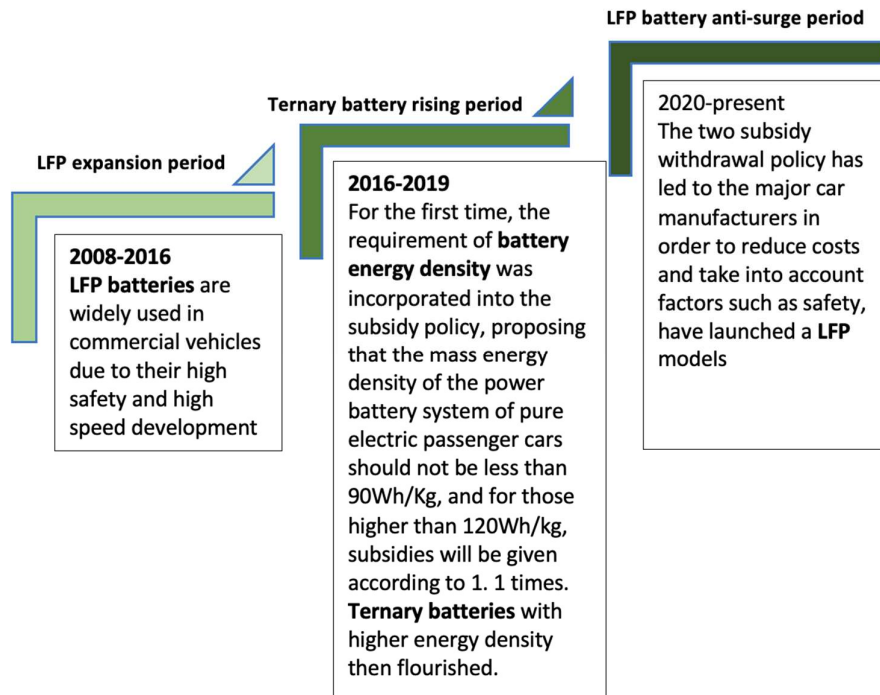 LFP expansion period
2008-2016
LFP batteries are
widely used in
commercial vehicles
due to their high
safety and high
speed development
Ternary battery rising period
2016-2019
For the first time, the
requirement of battery
energy density was
incorporated into the
subsidy policy, proposing
that the mass energy
density of the power
battery system of pure
electric passenger cars
should not be less than
90Wh/Kg, and for those
higher than 120Wh/kg,
subsidies will be given
according to 1. 1 times.
Ternary batteries with
higher energy density
then flourished.
LFP battery anti-surge period
2020-present
The two subsidy
withdrawal policy has
led to the major car
manufacturers in
order to reduce costs
and take into account
factors such as safety,
have launched a LFP
models